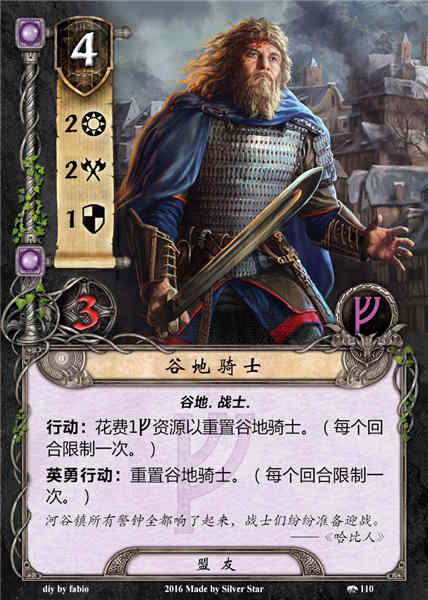 4
2
2
1
3
谷地骑士
谷地. 战士.
行动：花费1资源以重置谷地骑士。（每个回
合限制一次。）
英勇行动：重置谷地骑士。（每个回合限制一
次。）
河谷镇所有警钟全都响了起来，战士们纷纷准备迎战。
——《哈比人》
盟友
diy by fabio
2016 Made by Silver Star
110